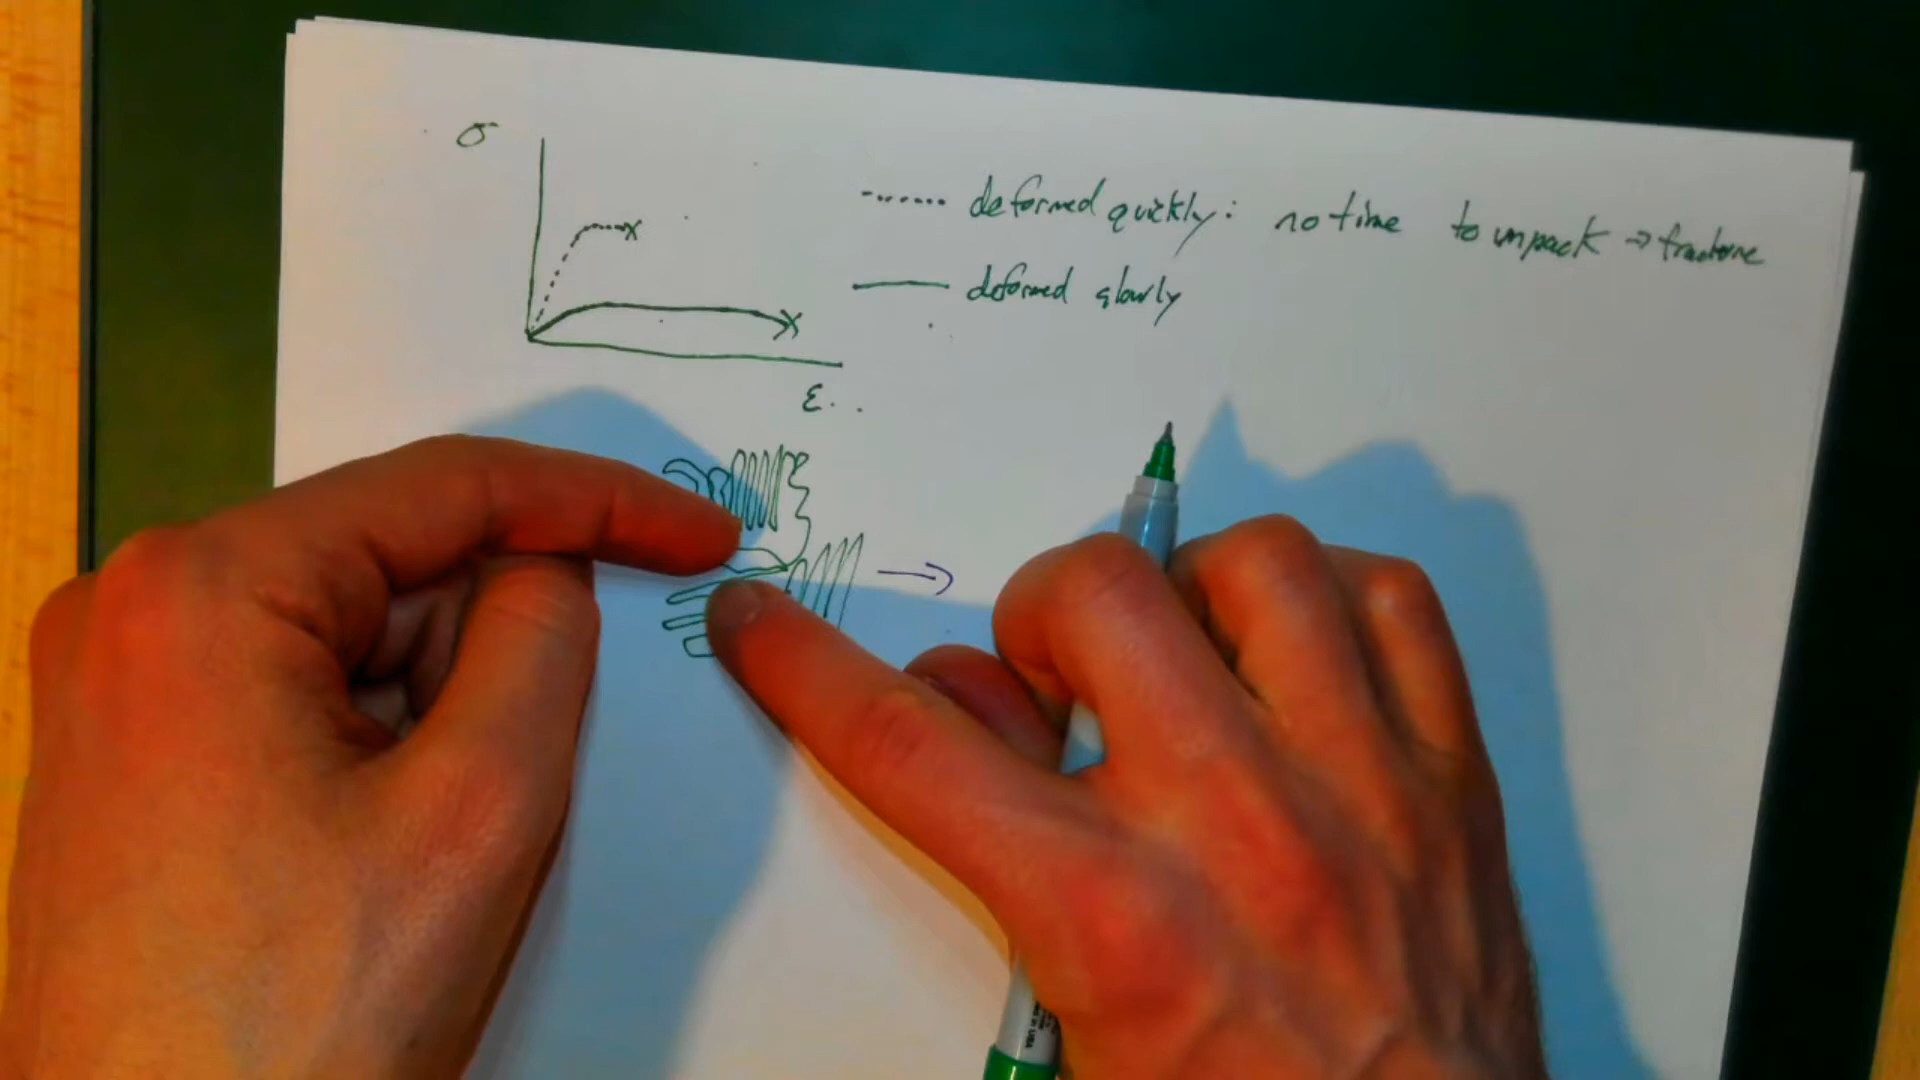 σ
deformed quickly: no time to unpack → fracture
deformed slowly
ε